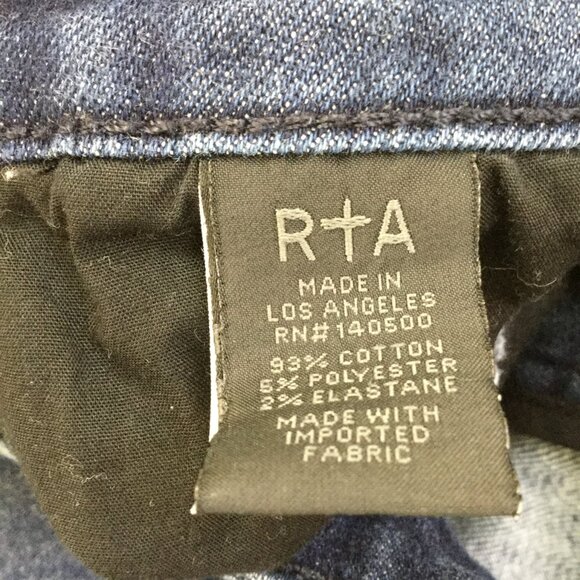 R†A
MADE IN
LOS ANGELES
RN# 140500
93% COTTON
5% POLYESTER
2% ELASTANE
MADE WITH
IMPORTED
FABRIC